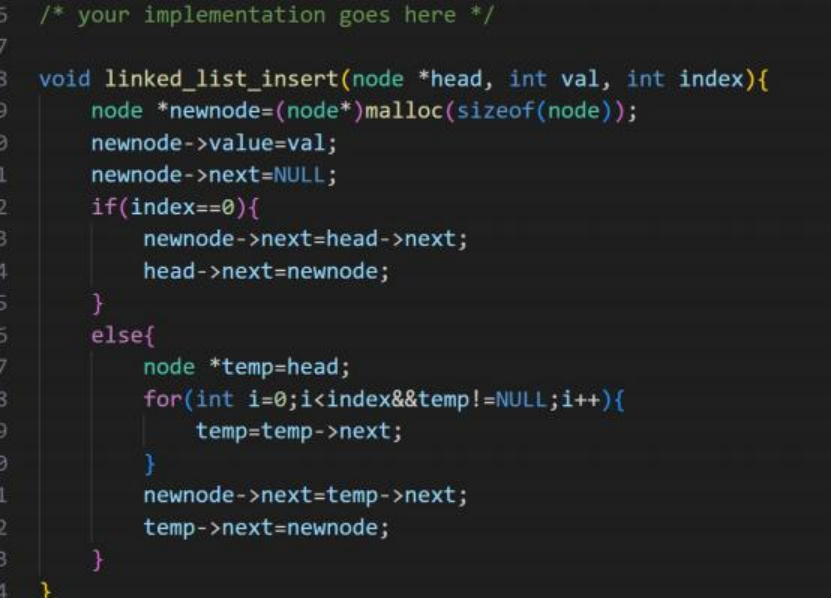 5 /* your implementation goes here */
7
8 void linked_list_insert(node *head, int val, int index){
9     node *newnode=(node*)malloc(sizeof(node));
0     newnode->value=val;
1     newnode->next=NULL;
2     if(index==0){
3         newnode->next=head->next;
4         head->next=newnode;
5     }
5     else{
7         node *temp=head;
8         for(int i=0;i<index&&temp!=NULL;i++){
9             temp=temp->next;
0         }
1         newnode->next=temp->next;
2         temp->next=newnode;
3     }
4 }